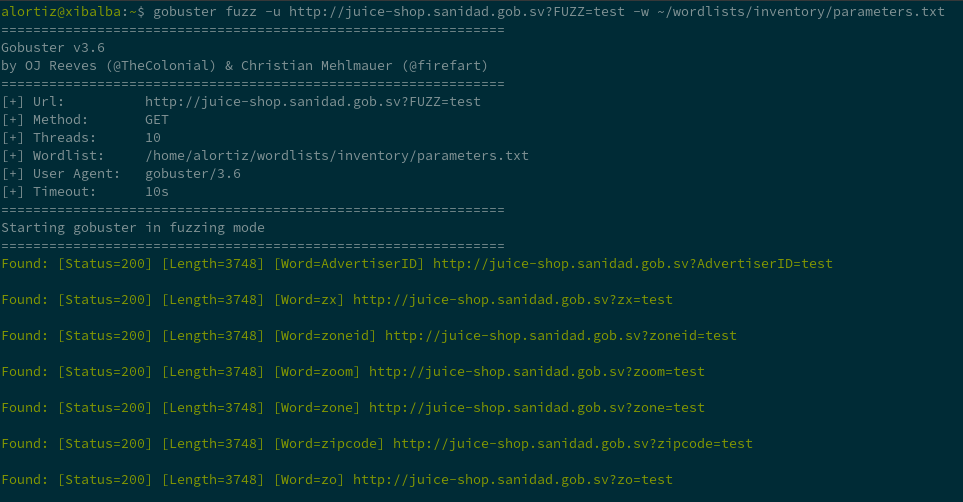 alortiz@xibalba:~$ gobuster fuzz -u http://juice-shop.sanidad.gob.sv?FUZZ=test -w ~/wordlists/inventory/parameters.txt
===============================================================
Gobuster v3.6
by OJ Reeves (@TheColonial) & Christian Mehlmauer (@firefart)
===============================================================
[+] Url:          http://juice-shop.sanidad.gob.sv?FUZZ=test
[+] Method:       GET
[+] Threads:      10
[+] Wordlist:     /home/alortiz/wordlists/inventory/parameters.txt
[+] User Agent:   gobuster/3.6
[+] Timeout:      10s
===============================================================
Starting gobuster in fuzzing mode
===============================================================
Found: [Status=200] [Length=3748] [Word=AdvertiserID] http://juice-shop.sanidad.gob.sv?AdvertiserID=test
Found: [Status=200] [Length=3748] [Word=zx] http://juice-shop.sanidad.gob.sv?zx=test
Found: [Status=200] [Length=3748] [Word=zoneid] http://juice-shop.sanidad.gob.sv?zoneid=test
Found: [Status=200] [Length=3748] [Word=zoom] http://juice-shop.sanidad.gob.sv?zoom=test
Found: [Status=200] [Length=3748] [Word=zone] http://juice-shop.sanidad.gob.sv?zone=test
Found: [Status=200] [Length=3748] [Word=zipcode] http://juice-shop.sanidad.gob.sv?zipcode=test
Found: [Status=200] [Length=3748] [Word=zo] http://juice-shop.sanidad.gob.sv?zo=test